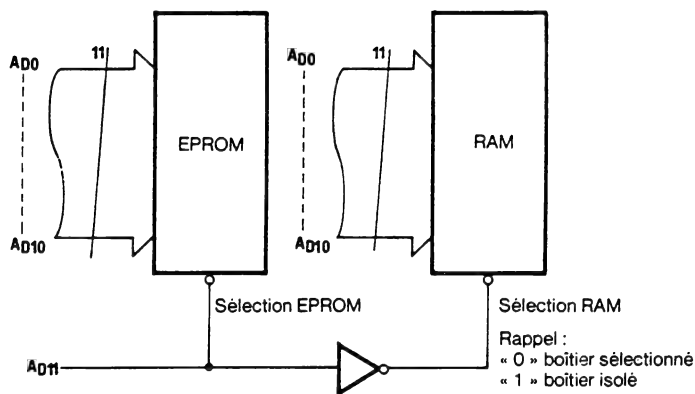 AD0
11
EPROM
AD10
AD0
11
RAM
AD10
Sélection EPROM
Sélection RAM
AD11
Rappel :
« 0 » boîtier sélectionné
« 1 » boîtier isolé